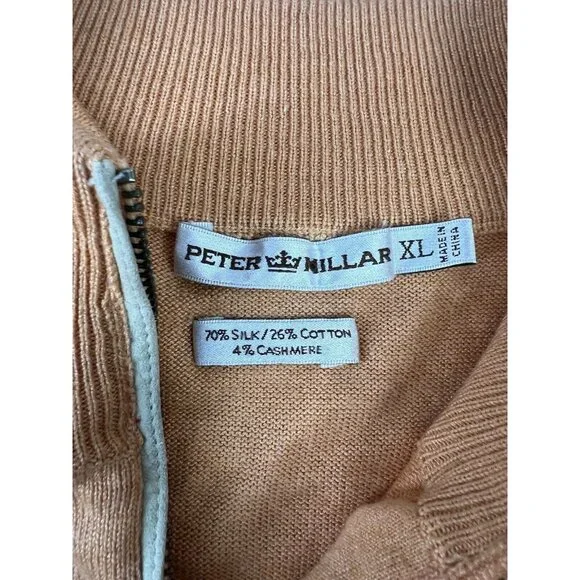 PETER MILLAR XL MADE IN CHINA
70% SILK/26% COTTON
4% CASHMERE